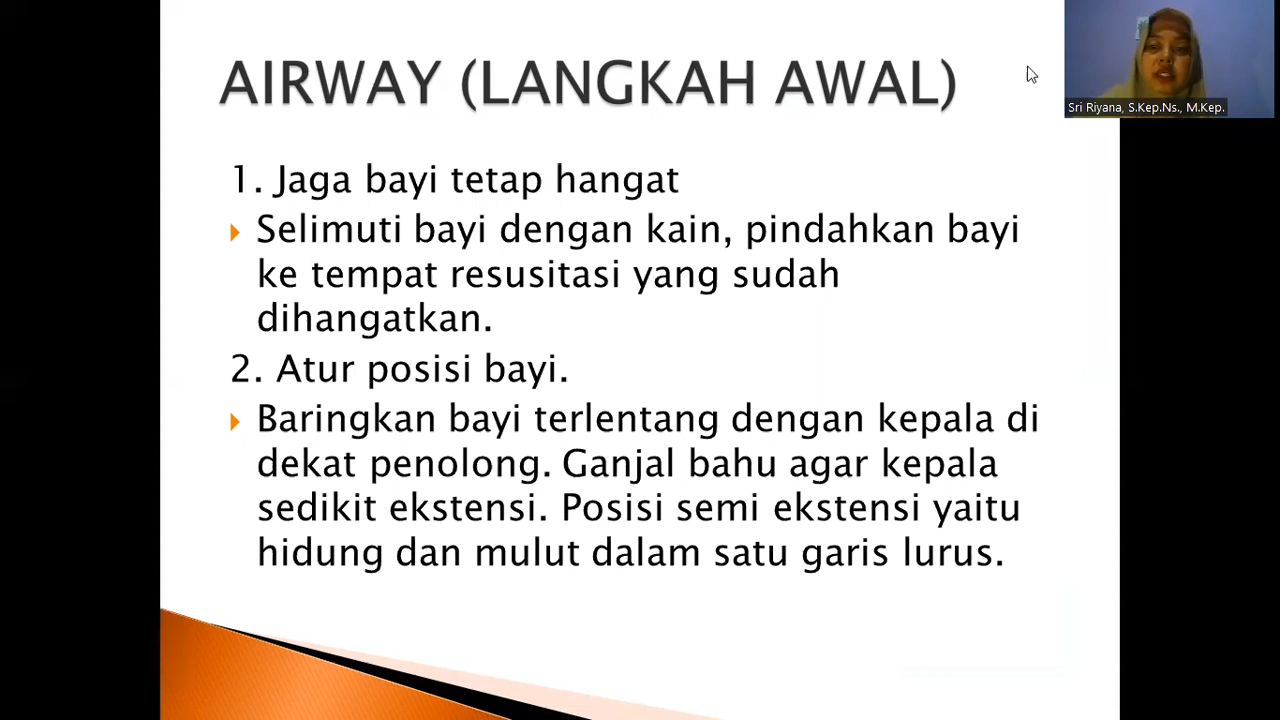 AIRWAY (LANGKAH AWAL)
Sri Riyana, S.Kep.Ns., M.Kep.
1. Jaga bayi tetap hangat
Selimuti bayi dengan kain, pindahkan bayi
ke tempat resusitasi yang sudah
dihangatkan.
2. Atur posisi bayi.
Baringkan bayi terlentang dengan kepala di
dekat penolong. Ganjal bahu agar kepala
sedikit ekstensi. Posisi semi ekstensi yaitu
hidung dan mulut dalam satu garis lurus.